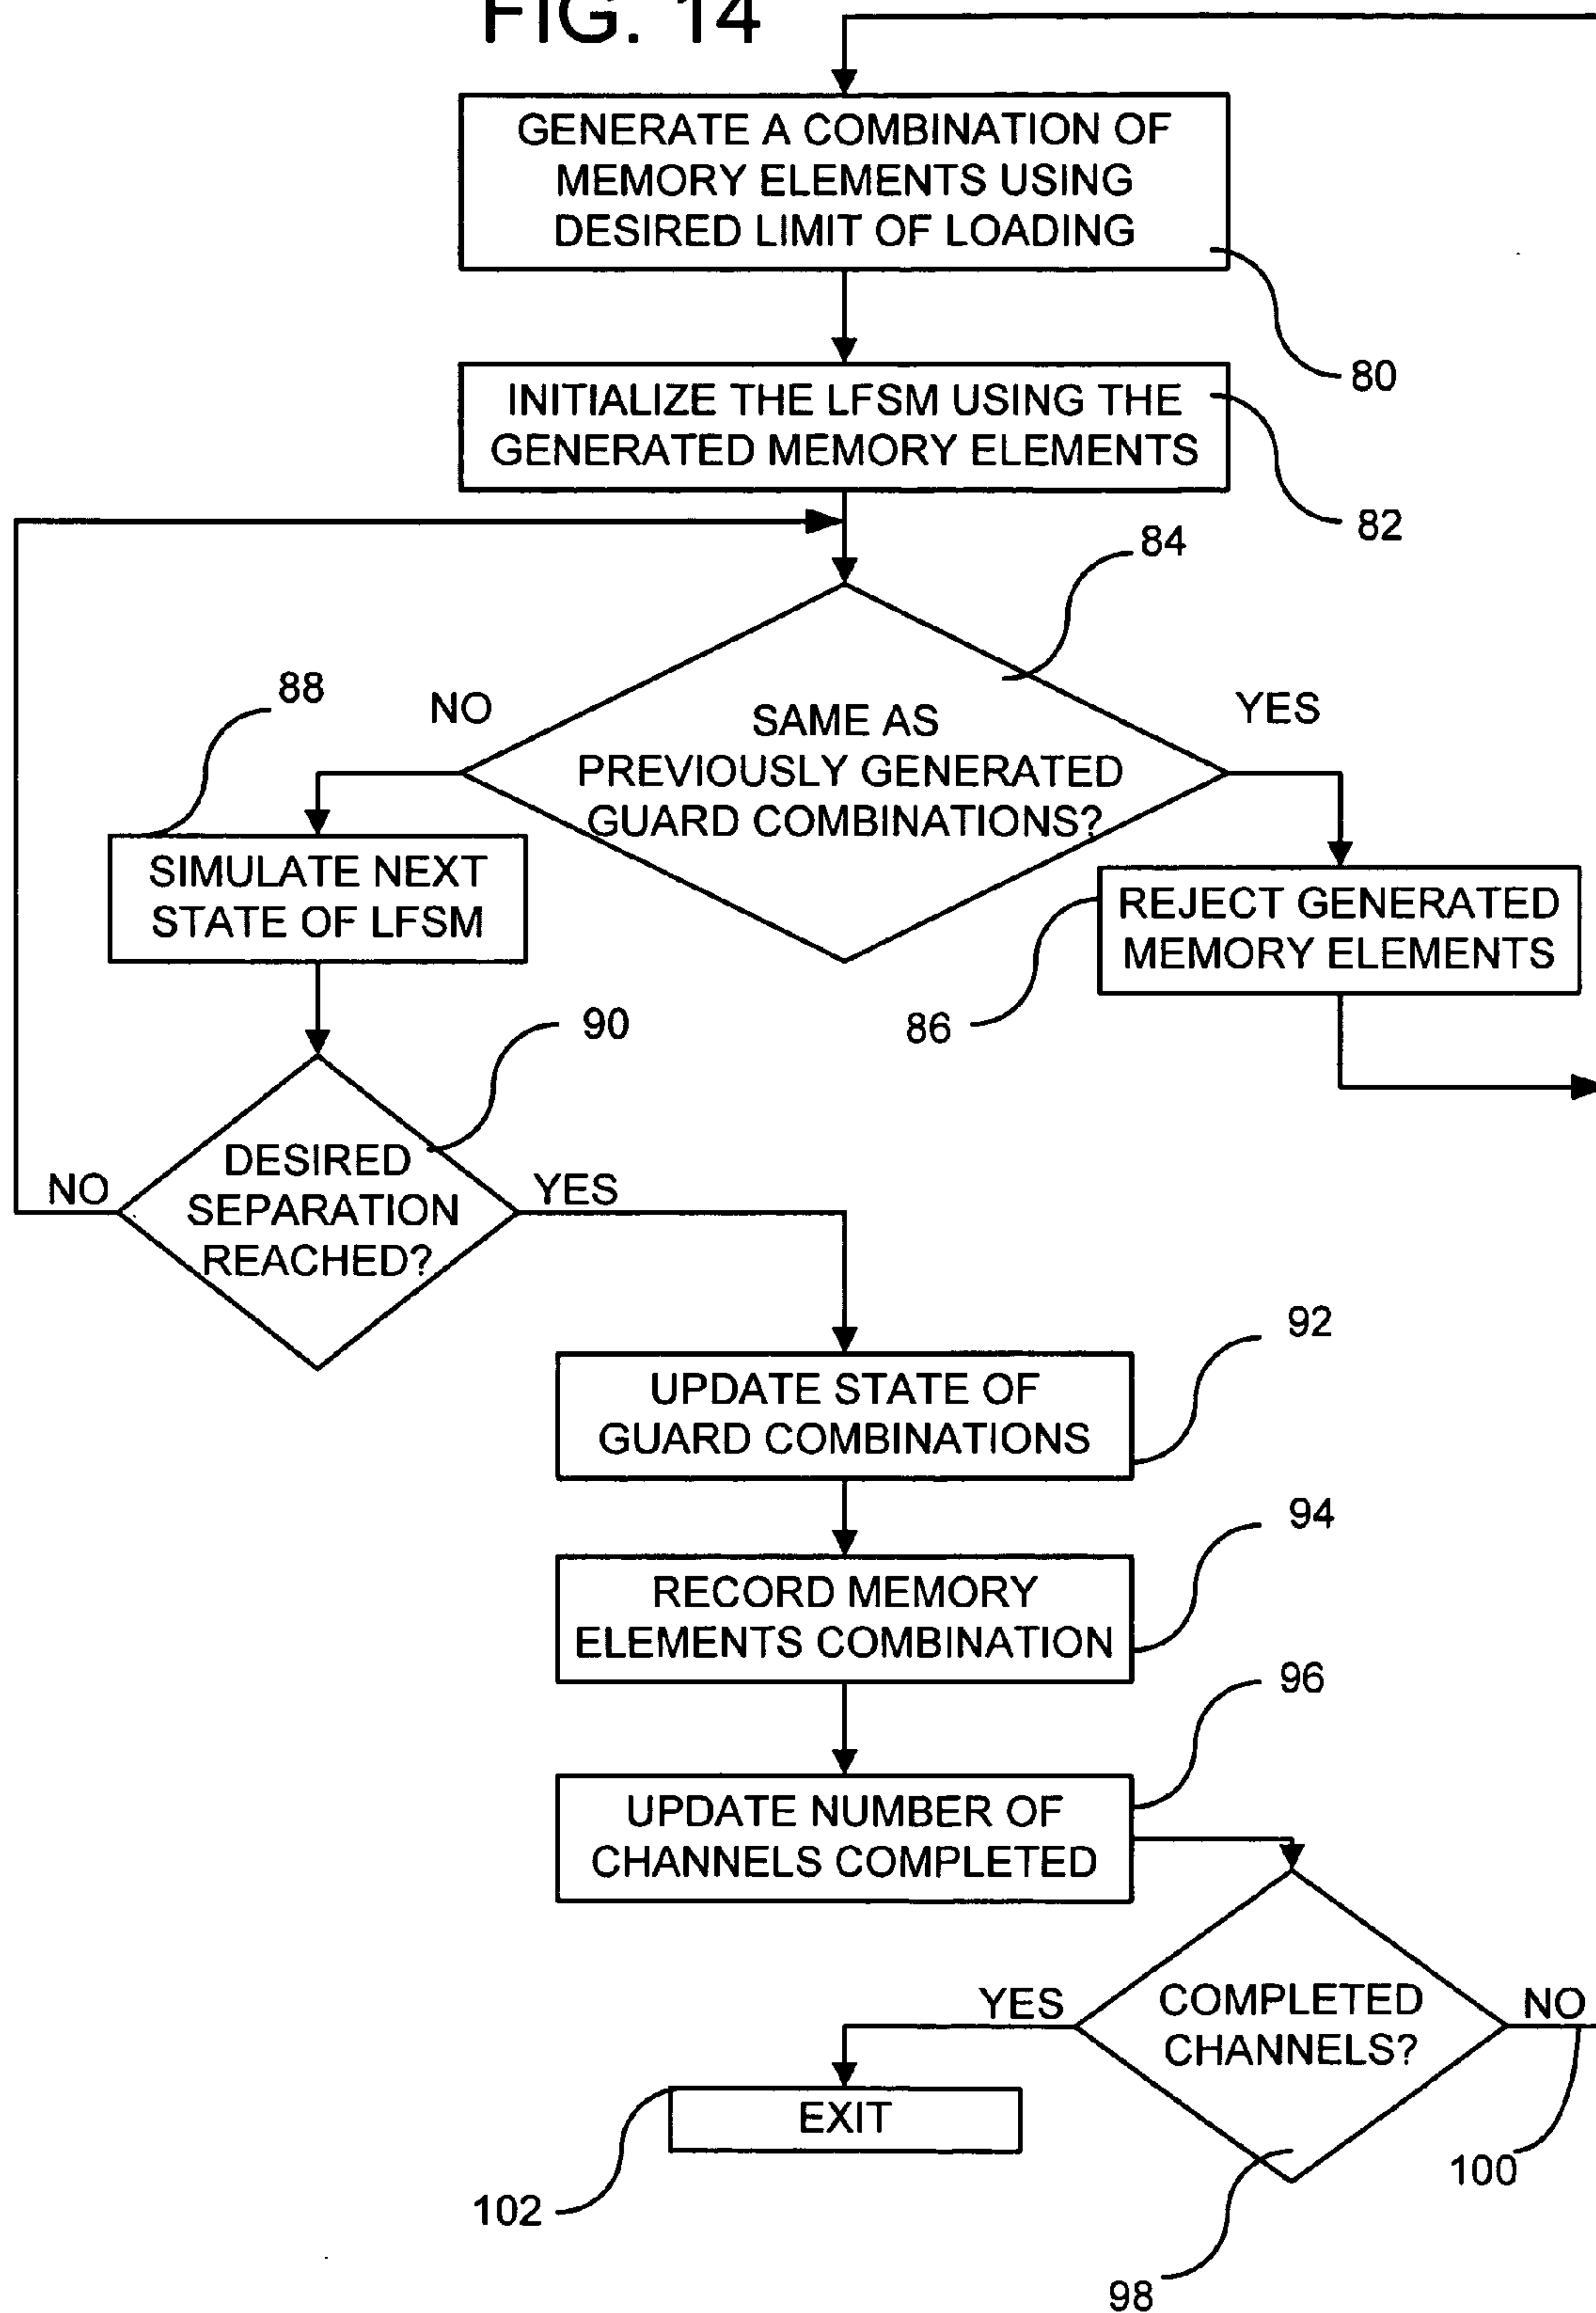 FIG. 14
GENERATE A COMBINATION OF
MEMORY ELEMENTS USING
DESIRED LIMIT OF LOADING
80
INITIALIZE THE LFSM USING THE
GENERATED MEMORY ELEMENTS
82
84
88
NO
YES
SAME AS
PREVIOUSLY GENERATED
GUARD COMBINATIONS?
SIMULATE NEXT
STATE OF LFSM
REJECT GENERATED
MEMORY ELEMENTS
86
90
DESIRED
SEPARATION
REACHED?
NO
YES
92
UPDATE STATE OF
GUARD COMBINATIONS
94
RECORD MEMORY
ELEMENTS COMBINATION
96
UPDATE NUMBER OF
CHANNELS COMPLETED
YES
COMPLETED
CHANNELS?
NO
EXIT
100
102
98